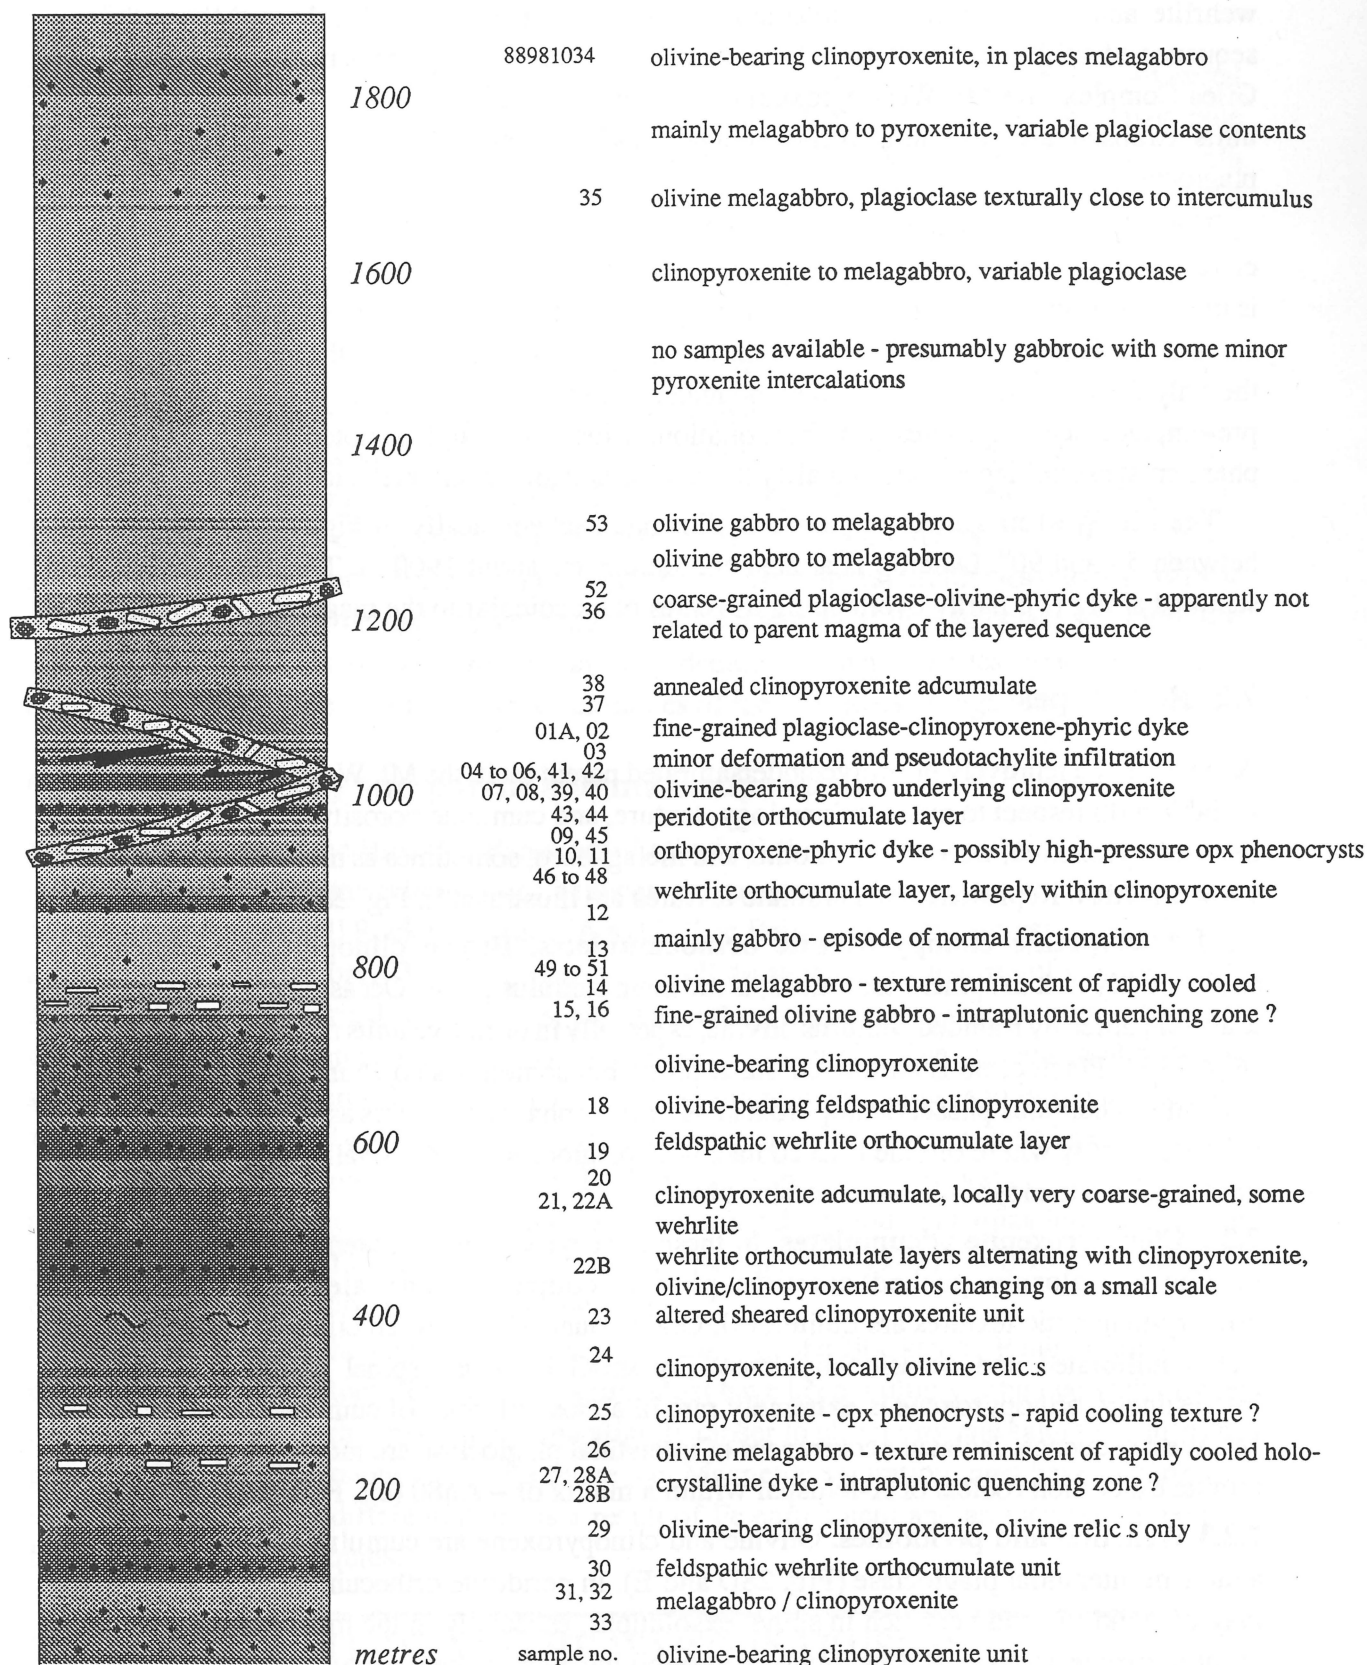 88981034 olivine-bearing clinopyroxenite, in places melagabbro
1800
mainly melagabbro to pyroxenite, variable plagioclase contents
35 olivine melagabbro, plagioclase texturally close to intercumulus
1600 clinopyroxenite to melagabbro, variable plagioclase
no samples available - presumably gabbroic with some minor
pyroxenite intercalations
1400
53 olivine gabbro to melagabbro
olivine gabbro to melagabbro
52
coarse-grained plagioclase-olivine-phyric dyke - apparently not
1200 36
related to parent magma of the layered sequence
38 annealed clinopyroxenite adcumulate
37
01A, 02 fine-grained plagioclase-clinopyroxene-phyric dyke
03 minor deformation and pseudotachylite infiltration
04 to 06, 41, 42
1000 07, 08, 39, 40 olivine-bearing gabbro underlying clinopyroxenite
43, 44 peridotite orthocumulate layer
09, 45
10, 11 orthopyroxene-phyric dyke - possibly high-pressure opx phenocrysts
46 to 48
wehrlite orthocumulate layer, largely within clinopyroxenite
12
mainly gabbro - episode of normal fractionation
13
800 49 to 51
14 olivine melagabbro - texture reminiscent of rapidly cooled
15, 16 fine-grained olivine gabbro - intraplutonic quenching zone ?
olivine-bearing clinopyroxenite
18 olivine-bearing feldspathic clinopyroxenite
600 feldspathic wehrlite orthocumulate layer
19
20
21, 22A clinopyroxenite adcumulate, locally very coarse-grained, some
wehrlite
22B wehrlite orthocumulate layers alternating with clinopyroxenite,
olivine/clinopyroxene ratios changing on a small scale
400 23 altered sheared clinopyroxenite unit
24 clinopyroxenite, locally olivine relic.s
25 clinopyroxenite - cpx phenocrysts - rapid cooling texture ?
26 olivine melagabbro - texture reminiscent of rapidly cooled holo-
27, 28A crystalline dyke - intraplutonic quenching zone ?
200 28B
29 olivine-bearing clinopyroxenite, olivine relic s only
30 feldspathic wehrlite orthocumulate unit
31, 32 melagabbro / clinopyroxenite
33
metres sample no. olivine-bearing clinopyroxenite unit